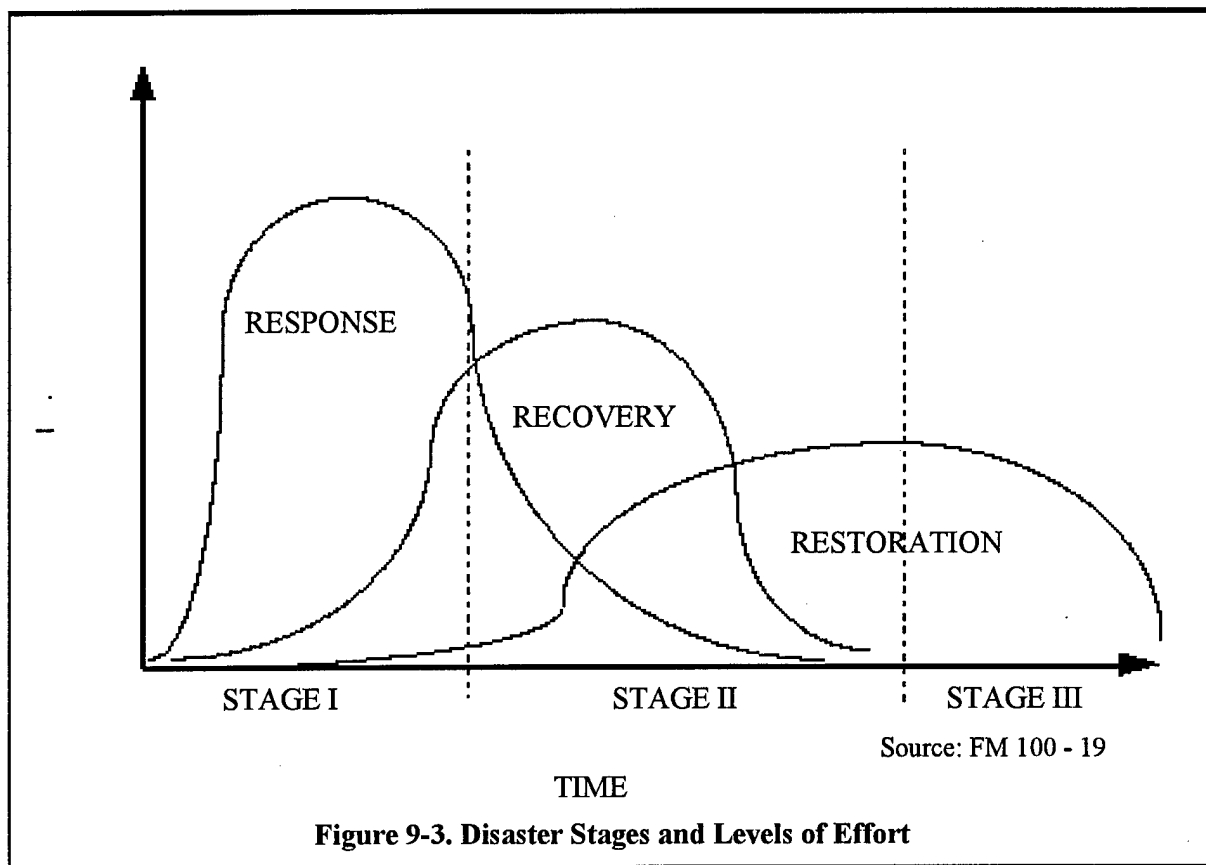 RESPONSE
RECOVERY
RESTORATION
STAGE I
STAGE II
STAGE III
Source: FM 100 - 19
TIME
Figure 9-3. Disaster Stages and Levels of Effort